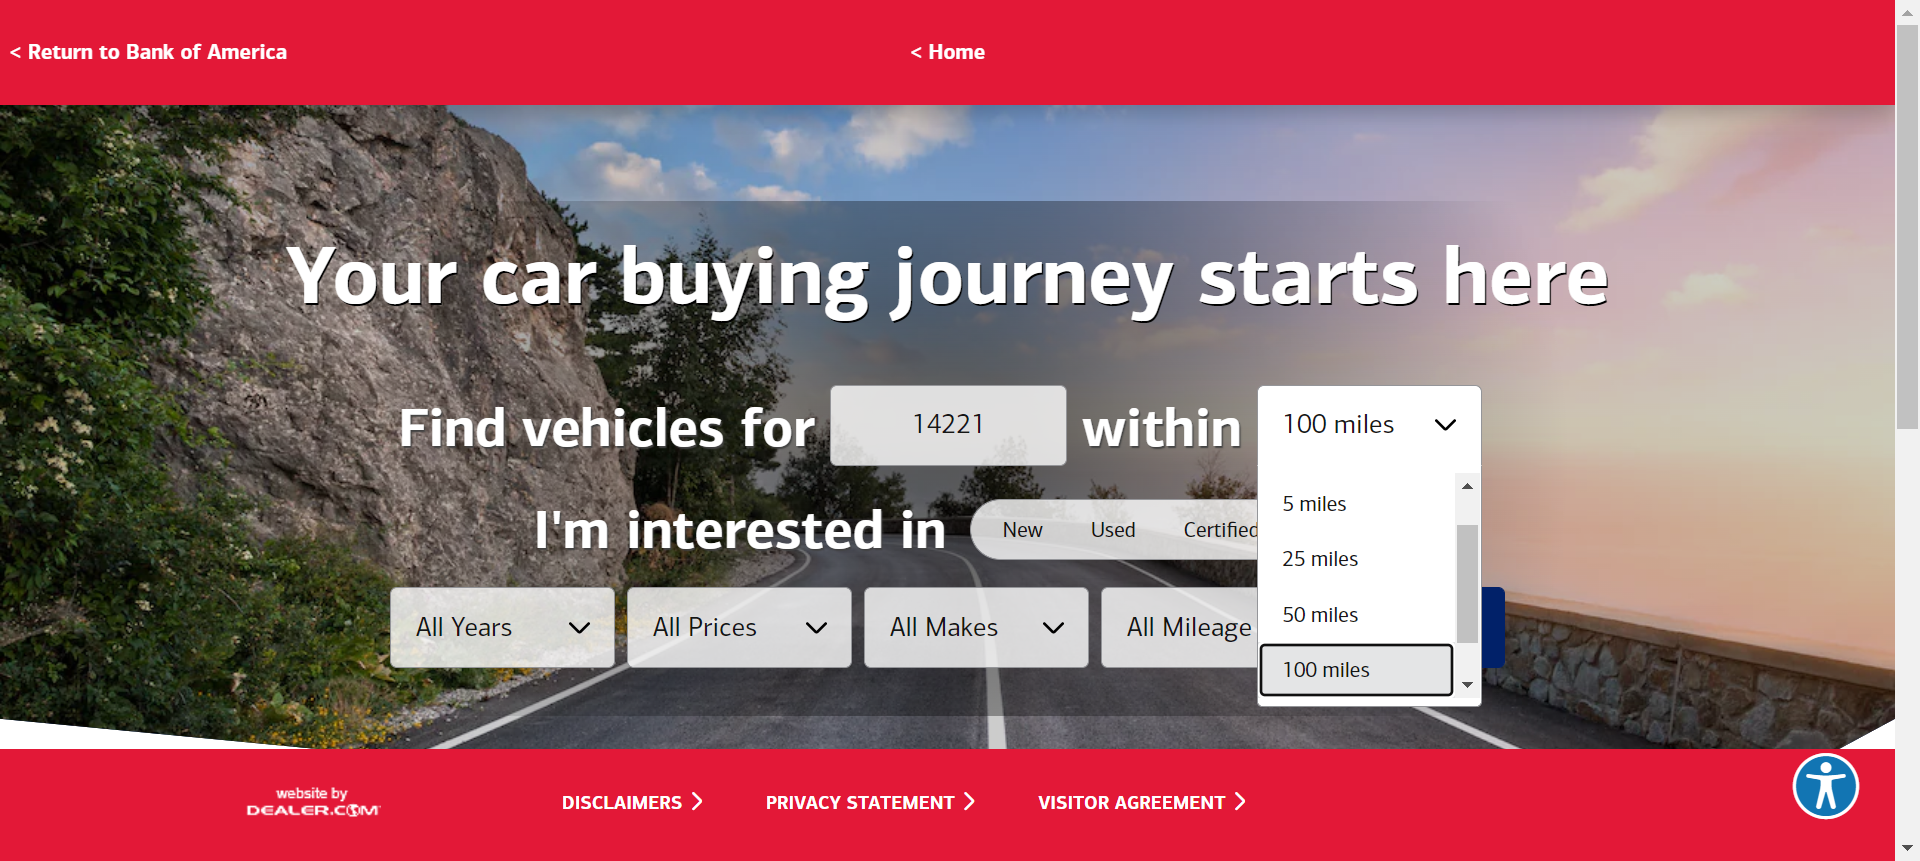 < Return to Bank of America
< Home
Your car buying journey starts here
Find vehicles for 14221 within 100 miles
5 miles
25 miles
50 miles
100 miles
I'm interested in New Used Certified
All Years All Prices All Makes All Mileage
website by
DEALER.COM
DISCLAIMERS PRIVACY STATEMENT VISITOR AGREEMENT